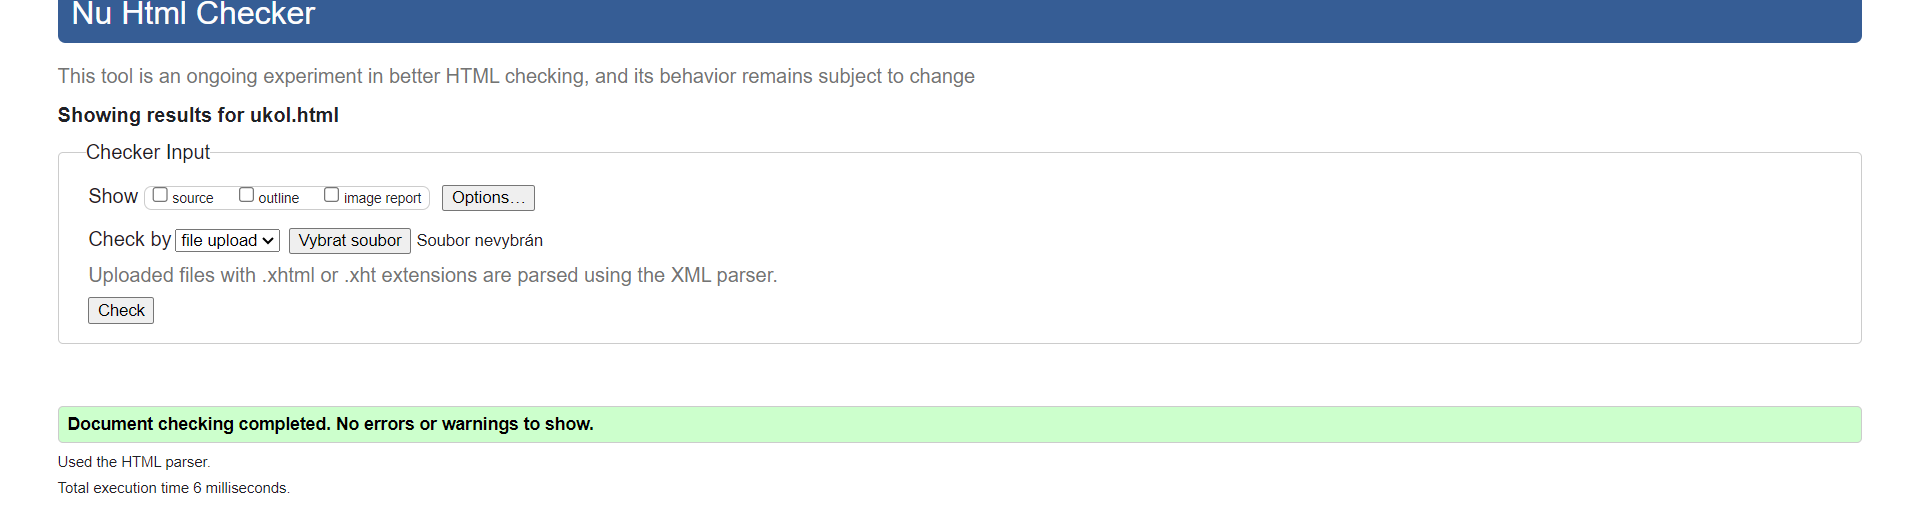 Nu Html Checker
This tool is an ongoing experiment in better HTML checking, and its behavior remains subject to change
Showing results for ukol.html
Checker Input
Show source outline image report Options...
Check by file upload Vybrat soubor Soubor nevybrán
Uploaded files with .xhtml or .xht extensions are parsed using the XML parser.
Check
Document checking completed. No errors or warnings to show.
Used the HTML parser.
Total execution time 6 milliseconds.